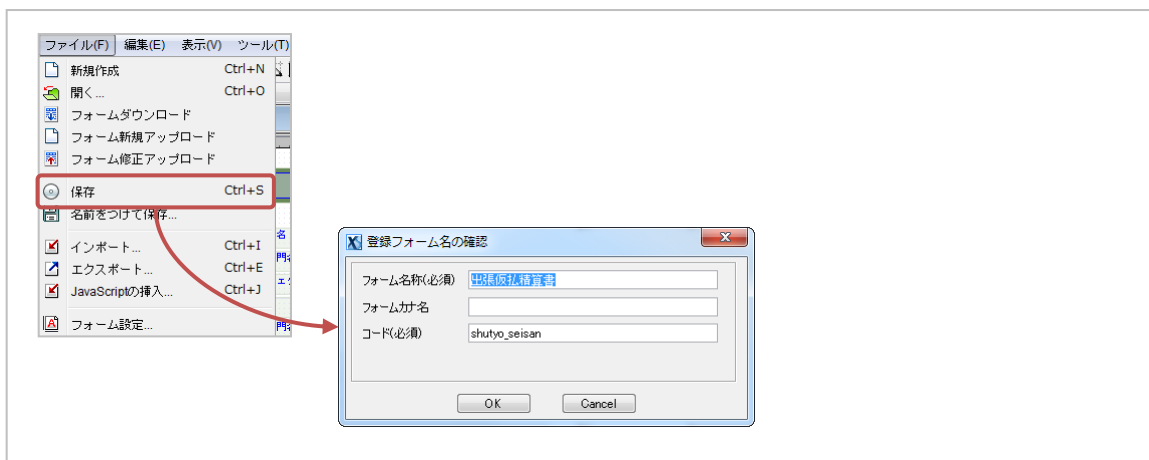 ファイル(F) 編集(E) 表示(V) ツール(T)
新規作成 Ctrl+N
開く... Ctrl+O
フォームダウンロード
フォーム新規アップロード
フォーム修正アップロード
保存 Ctrl+S
名前をつけて保存...
インポート... Ctrl+I
エクスポート... Ctrl+E
JavaScriptの挿入... Ctrl+J
フォーム設定...
登録フォーム名の確認
フォーム名称(必須) 出張仮払精算書
フォームカナ名
コード(必須) shutyo_seisan
OK Cancel